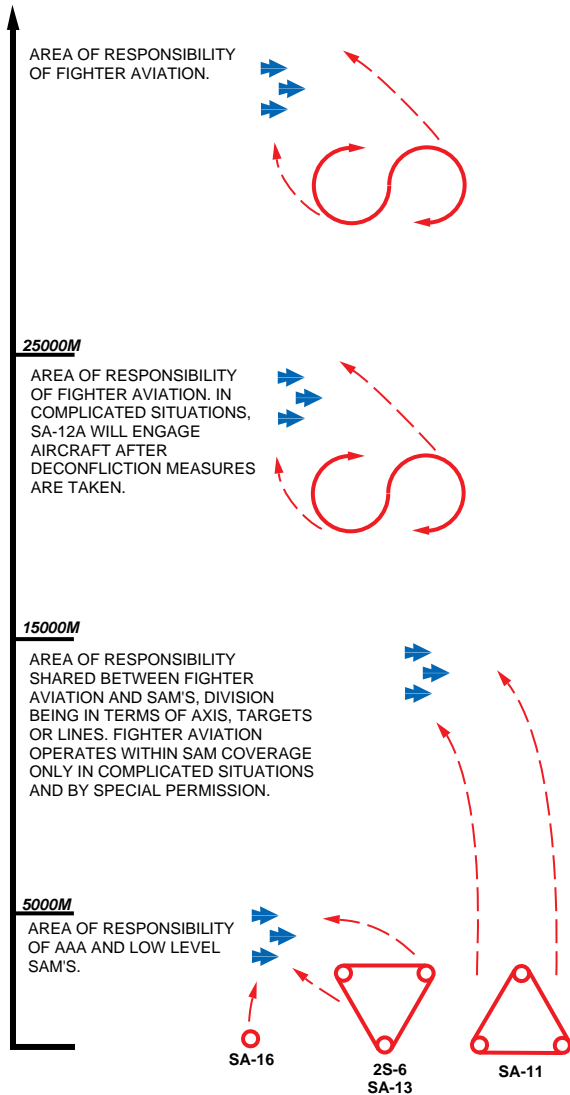 AREA OF RESPONSIBILITY
OF FIGHTER AVIATION.
25000M
AREA OF RESPONSIBILITY
OF FIGHTER AVIATION. IN
COMPLICATED SITUATIONS,
SA-12A WILL ENGAGE
AIRCRAFT AFTER
DECONFLICTION MEASURES
ARE TAKEN.
15000M
AREA OF RESPONSIBILITY
SHARED BETWEEN FIGHTER
AVIATION AND SAM'S, DIVISION
BEING IN TERMS OF AXIS, TARGETS
OR LINES. FIGHTER AVIATION
OPERATES WITHIN SAM COVERAGE
ONLY IN COMPLICATED SITUATIONS
AND BY SPECIAL PERMISSION.
5000M
AREA OF RESPONSIBILITY
OF AAA AND LOW LEVEL
SAM'S.
SA-16
2S-6
SA-13
SA-11